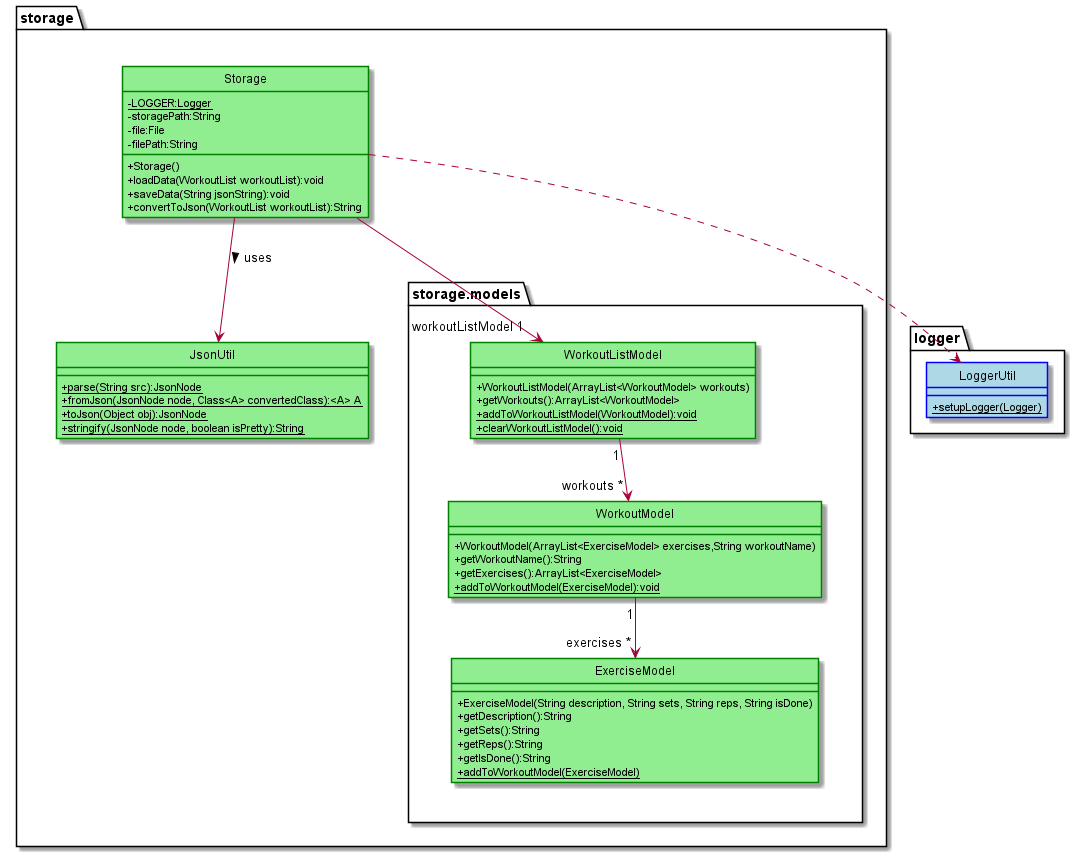 storage
Storage
-LOGGER:Logger
-storagePath:String
-file:File
-filePath:String
+Storage()
+loadData(WorkoutList workoutList):void
+saveData(String jsonString):void
+convertToJson(WorkoutList workoutList):String
uses
JsonUtil
+parse(String src):JsonNode
+fromJson(JsonNode node, Class<A> convertedClass):<A> A
+toJson(Object obj):JsonNode
+stringify(JsonNode node, boolean isPretty):String
storage.models
workoutListModel 1
WorkoutListModel
+WorkoutListModel(ArrayList<WorkoutModel> workouts)
+getWorkouts():ArrayList<WorkoutModel>
+addToWorkoutListModel(WorkoutModel):void
+clearWorkoutListModel():void
1
workouts *
WorkoutModel
+WorkoutModel(ArrayList<ExerciseModel> exercises,String workoutName)
+getWorkoutName():String
+getExercises():ArrayList<ExerciseModel>
+addToWorkoutModel(ExerciseModel):void
1
exercises *
ExerciseModel
+ExerciseModel(String description, String sets, String reps, String isDone)
+getDescription():String
+getSets():String
+getReps():String
+getIsDone():String
+addToWorkoutModel(ExerciseModel)
logger
LoggerUtil
+setupLogger(Logger)